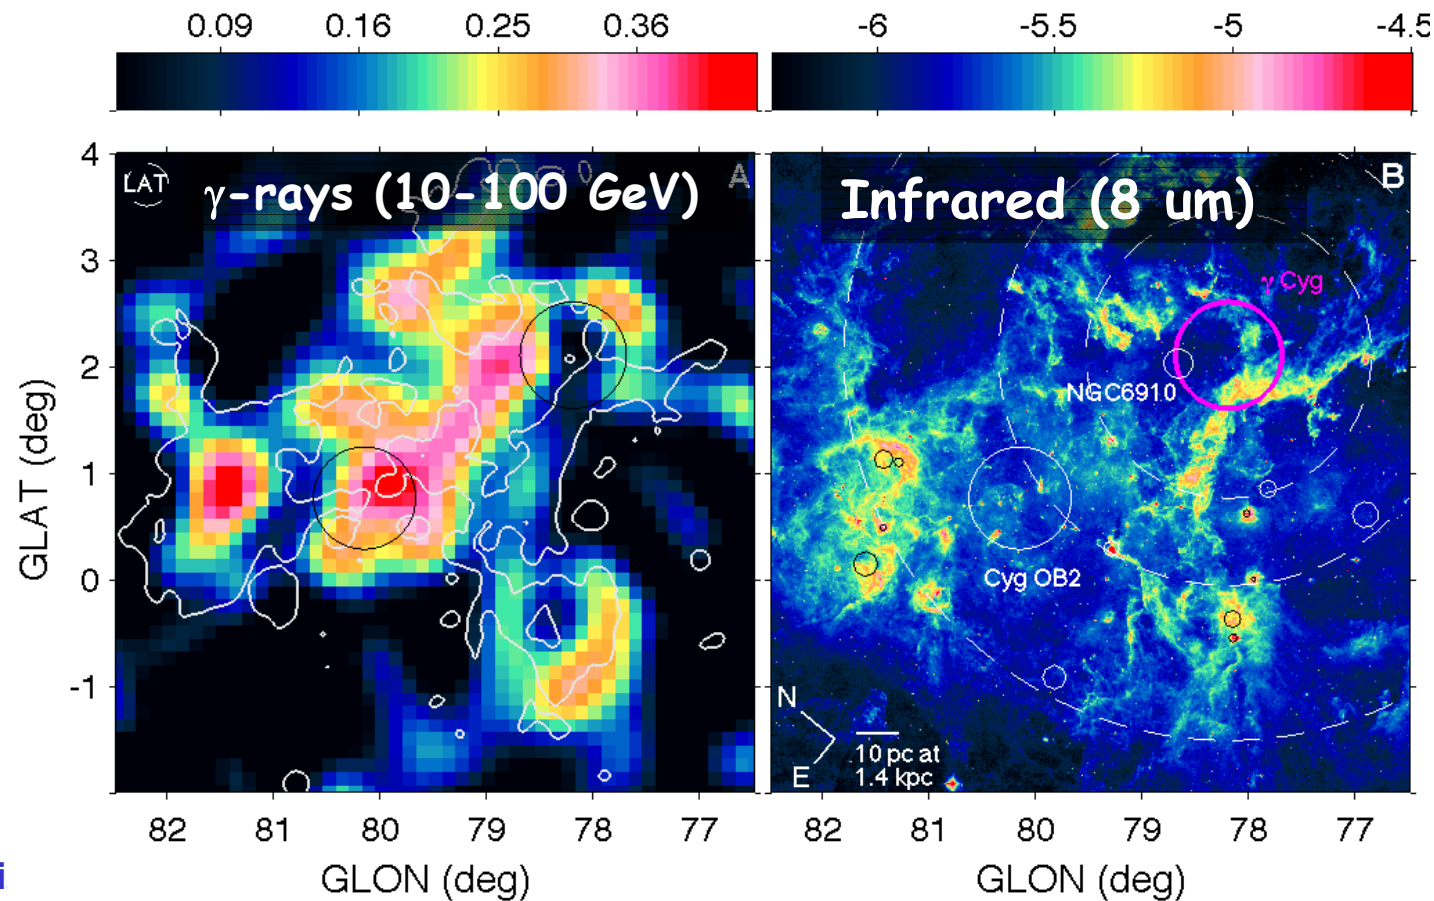 0.09 0.16 0.25 0.36
-6 -5.5 -5 -4.5
LAT
γ-rays (10-100 GeV)
A
Infrared (8 um)
B
γ Cyg
NGC6910
Cyg OB2
N
E
10 pc at
1.4 kpc
4
3
2
1
0
-1
GLAT (deg)
82 81 80 79 78 77
GLON (deg)
82 81 80 79 78 77
GLON (deg)
i